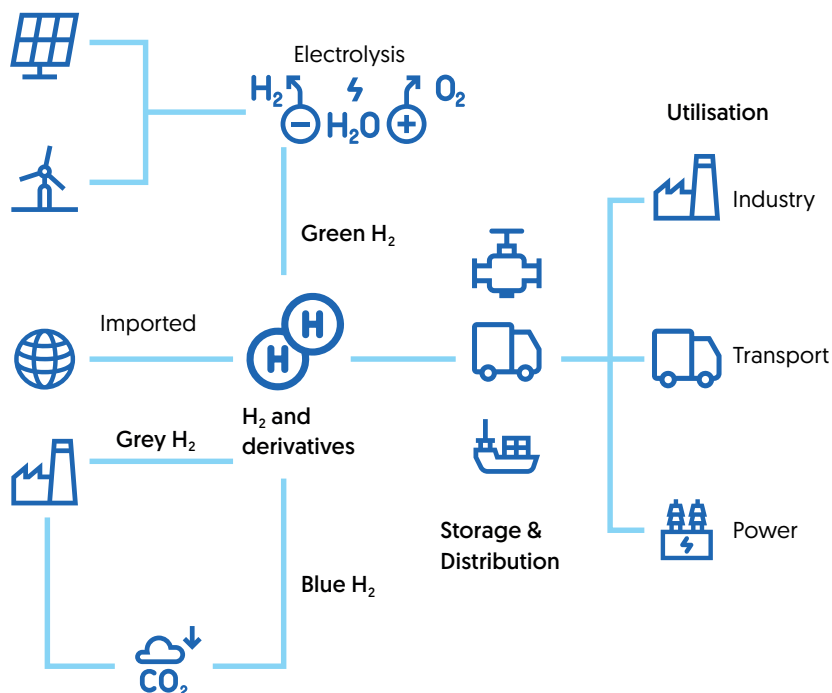 Electrolysis
H₂ O₂
− H₂O +
Utilisation
Industry
Green H₂
Imported
H H
Transport
H₂ and
derivatives
Grey H₂
Storage &
Distribution
Power
Blue H₂
CO₂